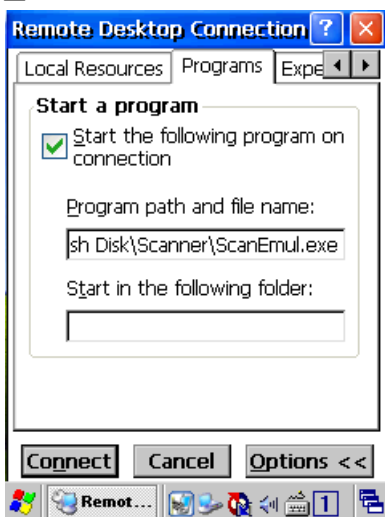 Remote Desktop Connection ?
Local Resources Programs Expe
Start a program
Start the following program on
connection
Program path and file name:
sh Disk\Scanner\ScanEmul.exe
Start in the following folder:
Connect Cancel Options <<
Remot... 1